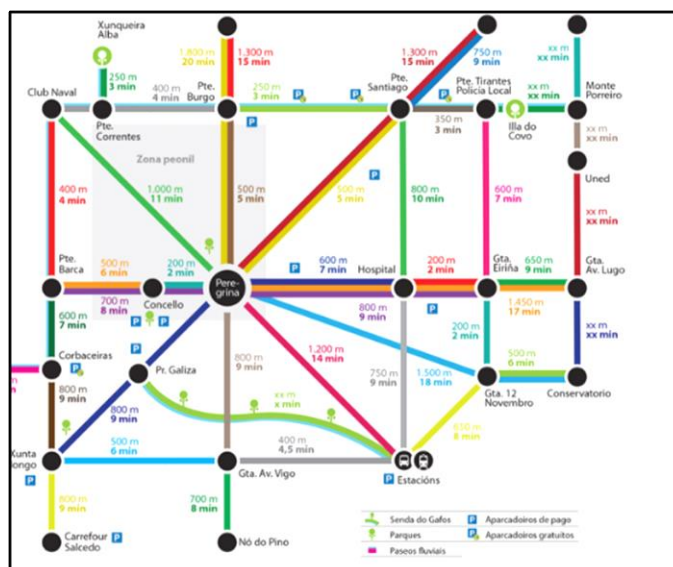 Xunqueira
Alba
1.800 m
20 min
1.300 m
15 min
1.300 m
15 min
750 m
9 min
xx m
xx min
250 m
3 min
400 m
4 min
Club Naval
Pte.
Burgo
250 m
3 min
Pte.
Santiago
Pte. Tirantes
Policía Local
xx m
xx min
Monte
Porreiro
Pte.
Correntes
350 m
3 min
Illa do
Covo
xx m
xx min
Zona peonil
Uned
400 m
4 min
1.000 m
11 min
500 m
5 min
500 m
5 min
800 m
10 min
600 m
7 min
xx m
xx min
Pte.
Barca
500 m
6 min
200 m
2 min
600 m
7 min
Hospital
200 m
2 min
Gta.
Eiriña
650 m
9 min
Gta.
Av. Lugo
Pere-
grina
700 m
8 min
Concello
800 m
9 min
1.450 m
17 min
600 m
7 min
xx m
xx min
200 m
2 min
Corbaceiras
800 m
9 min
1.200 m
14 min
1.500 m
18 min
500 m
6 min
Pr. Galiza
750 m
9 min
800 m
9 min
xx m
x min
Gta. 12
Novembro
Conservatorio
800 m
9 min
650 m
8 min
500 m
6 min
400 m
4,5 min
Xunta
longo
Gta. Av. Vigo
Estacións
800 m
9 min
700 m
8 min
Carrefour
Salcedo
Nó do Pino
Senda do Gafos
Aparcadoiros de pago
Parques
Aparcadoiros gratuítos
Paseos fluviais